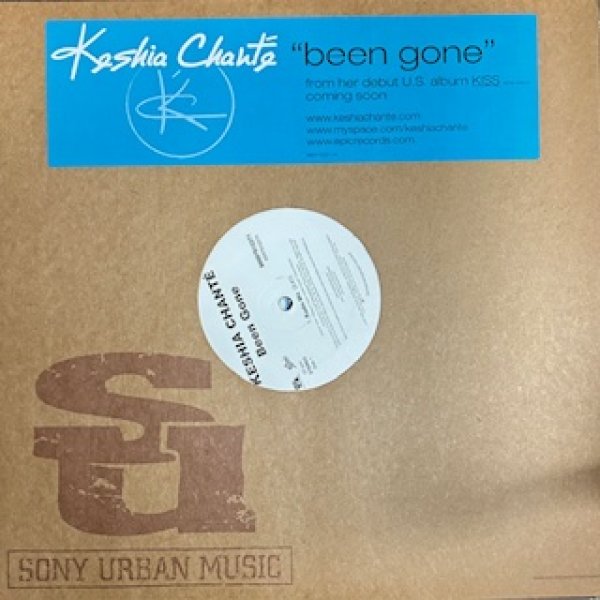 Keshia Chanté "been gone"
from her debut U.S. album KISS
coming soon
www.keshiachante.com
www.myspace.com/keshiachante
www.epicrecords.com
KESHIA CHANTÉ
Been Gone
SU
SONY URBAN MUSIC